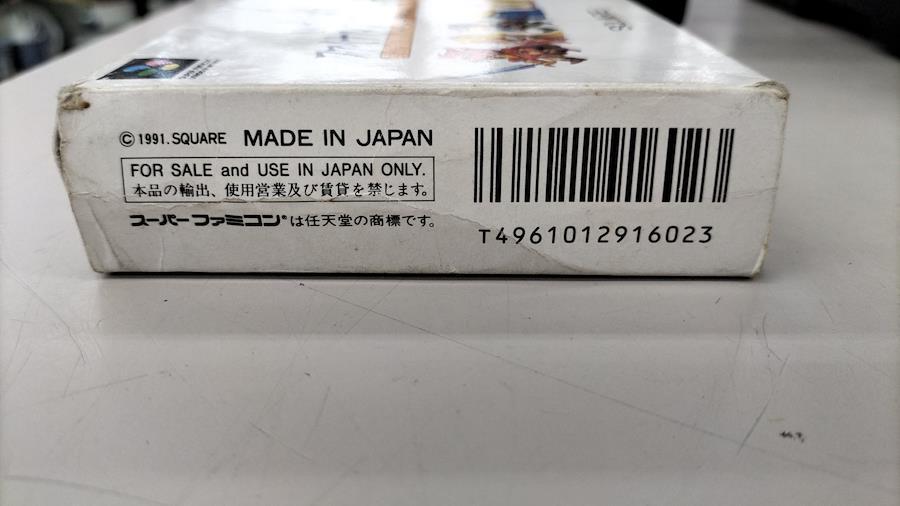 © 1991.SQUARE MADE IN JAPAN
FOR SALE and USE IN JAPAN ONLY.
本品の輸出、使用営業及び賃貸を禁じます。
スーパーファミコン®は任天堂の商標です。
T4961012916023